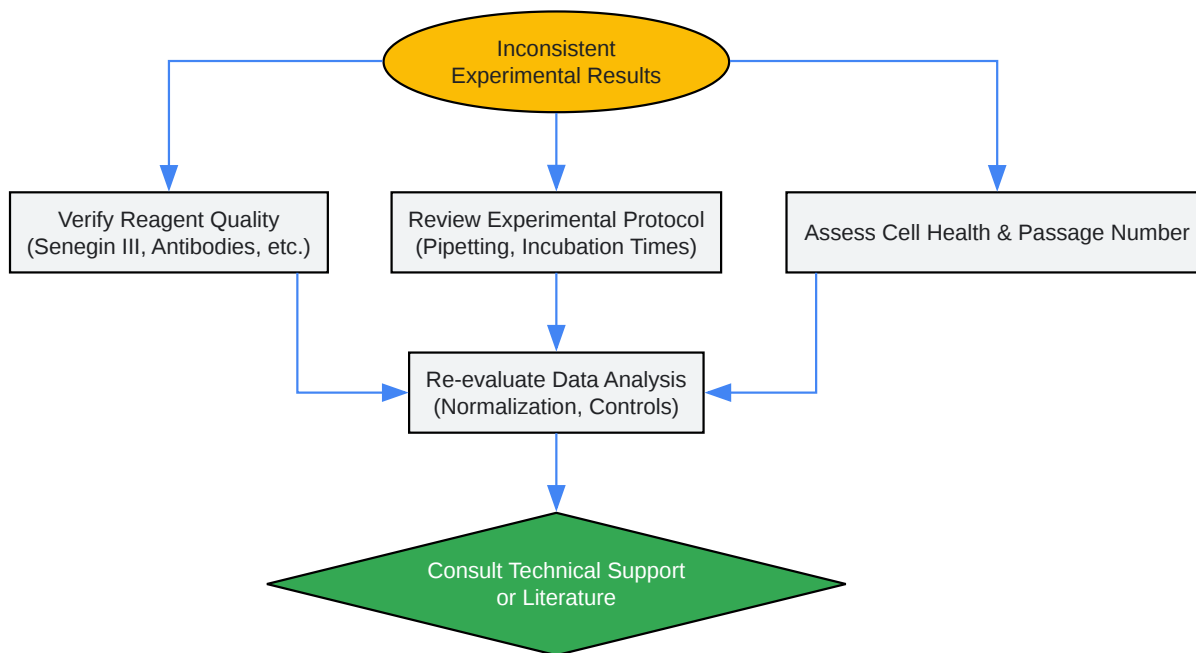 Inconsistent
Experimental Results
Verify Reagent Quality
(Senegin III, Antibodies, etc.)
Review Experimental Protocol
(Pipetting, Incubation Times)
Assess Cell Health & Passage Number
Re-evaluate Data Analysis
(Normalization, Controls)
Consult Technical Support
or Literature